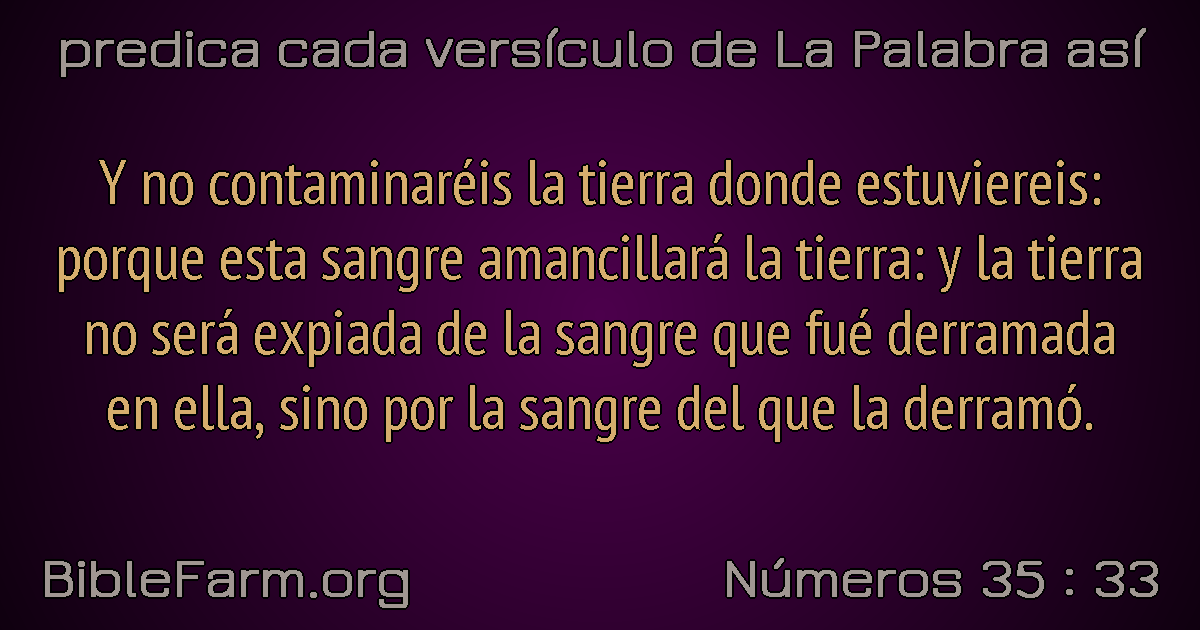 predica cada versículo de La Palabra así
Y no contaminaréis la tierra donde estuviereis:
porque esta sangre amancillará la tierra: y la tierra
no será expiada de la sangre que fué derramada
en ella, sino por la sangre del que la derramó.
BibleFarm.org
Números 35 : 33